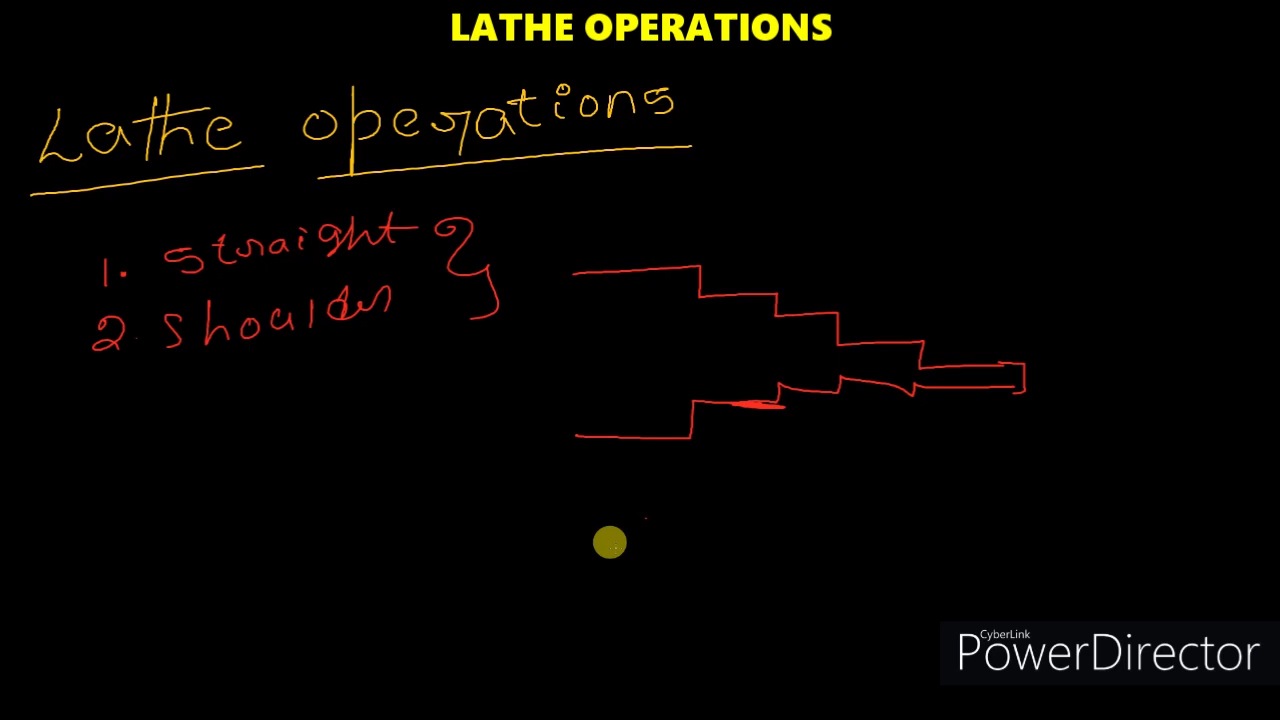 LATHE OPERATIONS
Lathe operations
1. Straight
2. Shoulder
CyberLink
PowerDirector